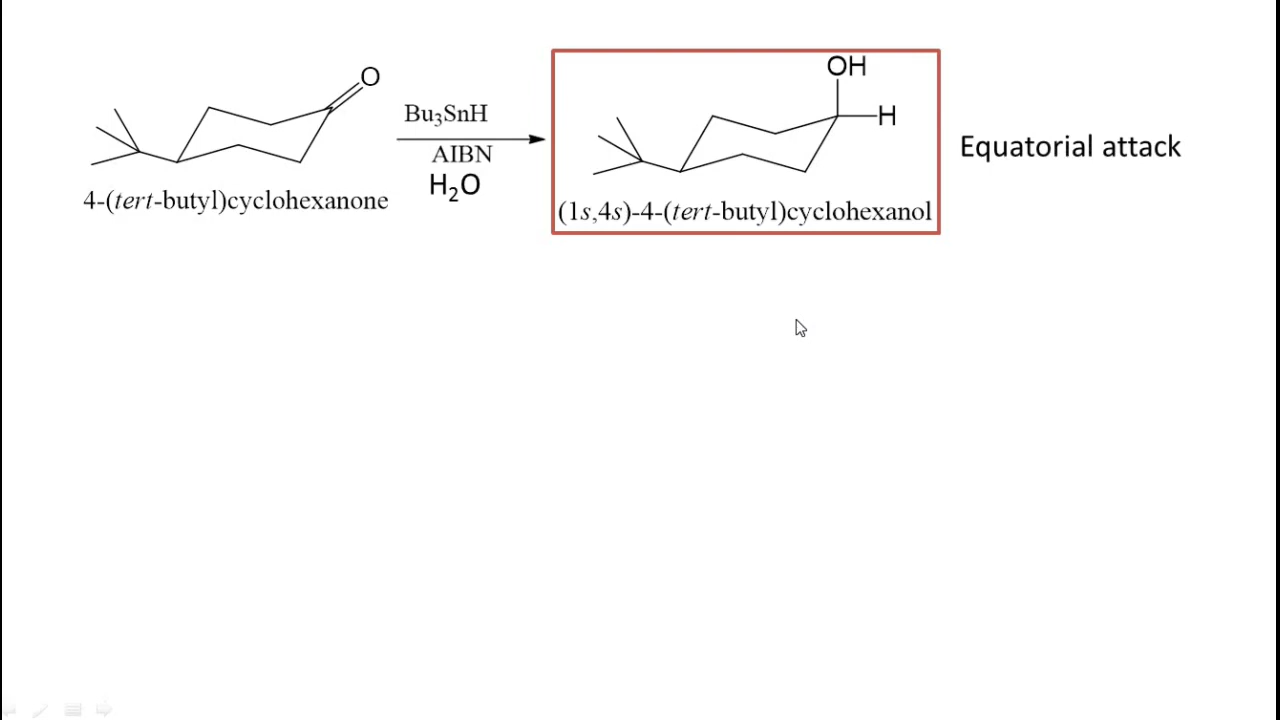 O
4-(tert-butyl)cyclohexanone
Bu₃SnH
AIBN
H₂O
OH
H
(1s,4s)-4-(tert-butyl)cyclohexanol
Equatorial attack